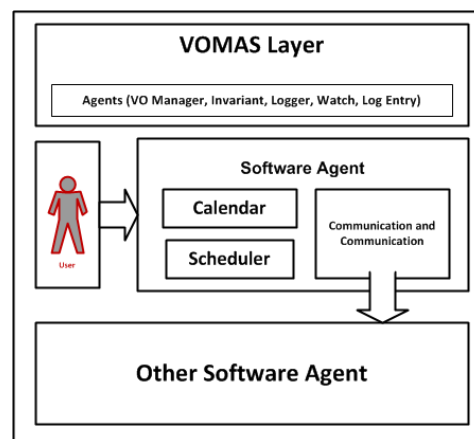 VOMAS Layer
Agents (VO Manager, Invariant, Logger, Watch, Log Entry)
User
Software Agent
Calendar
Scheduler
Communication and
Communication
Other Software Agent